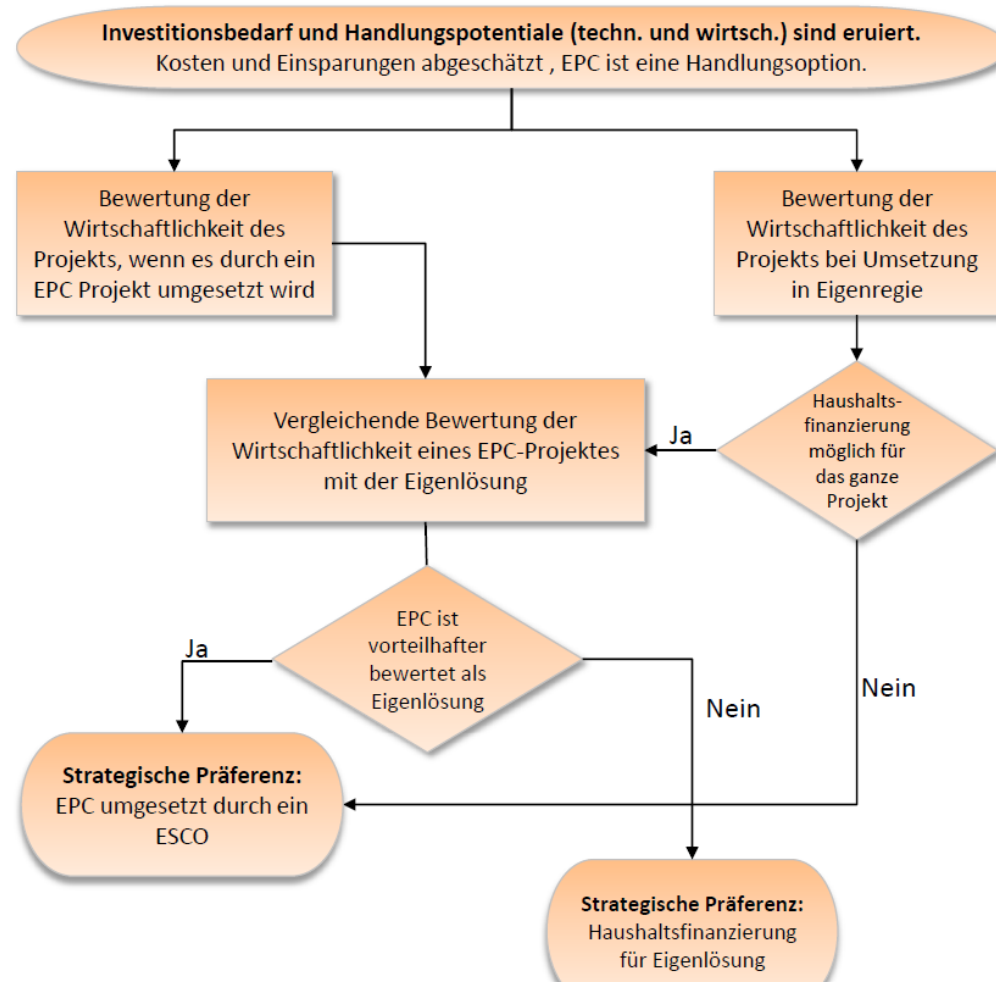 Investitionsbedarf und Handlungspotentiale (techn. und wirtsch.) sind eruiert.
Kosten und Einsparungen abgeschätzt , EPC ist eine Handlungsoption.
Bewertung der
Wirtschaftlichkeit des
Projekts, wenn es durch ein
EPC Projekt umgesetzt wird
Bewertung der
Wirtschaftlichkeit des
Projekts bei Umsetzung
in Eigenregie
Vergleichende Bewertung der
Wirtschaftlichkeit eines EPC-Projektes
mit der Eigenlösung
Ja
Haushalts-
finanzierung
möglich für
das ganze
Projekt
EPC ist
vorteilhafter
bewertet als
Eigenlösung
Ja
Nein
Nein
Strategische Präferenz:
EPC umgesetzt durch ein
ESCO
Strategische Präferenz:
Haushaltsfinanzierung
für Eigenlösung